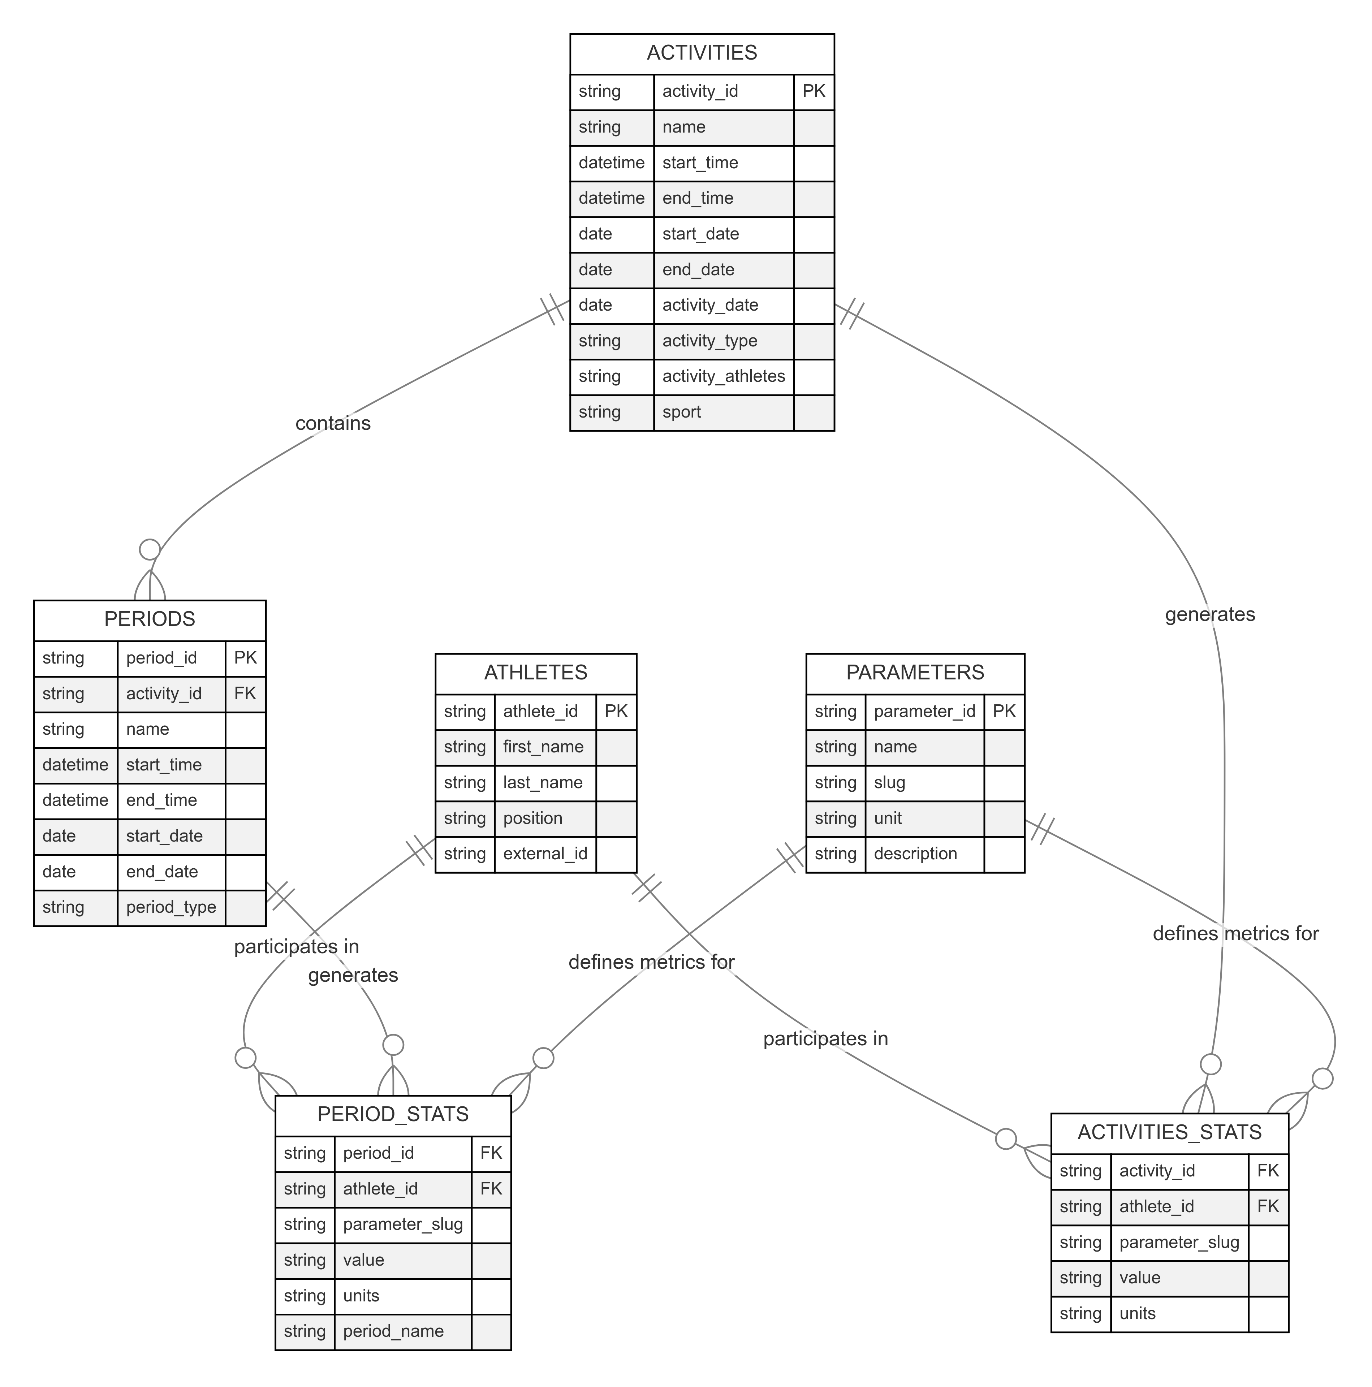 ACTIVITIES
string activity_id PK
string name
datetime start_time
datetime end_time
date start_date
date end_date
date activity_date
string activity_type
string activity_athletes
string sport
contains
generates
PERIODS
string period_id PK
string activity_id FK
string name
datetime start_time
datetime end_time
date start_date
date end_date
string period_type
ATHLETES
string athlete_id PK
string first_name
string last_name
string position
string external_id
PARAMETERS
string parameter_id PK
string name
string slug
string unit
string description
participates in
generates
defines metrics for
participates in
defines metrics for
PERIOD_STATS
string period_id FK
string athlete_id FK
string parameter_slug
string value
string units
string period_name
ACTIVITIES_STATS
string activity_id FK
string athlete_id FK
string parameter_slug
string value
string units